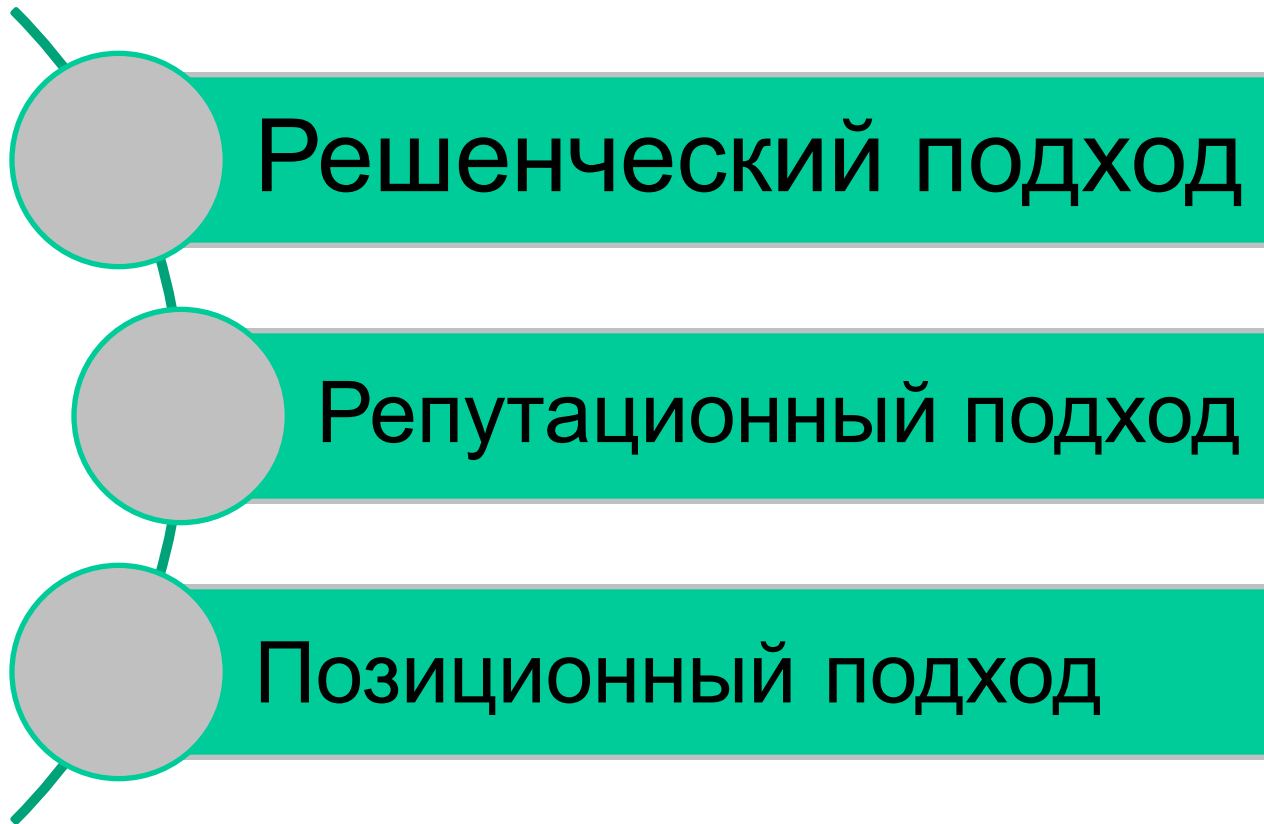 Решенческий подход
Репутационный подход
Позиционный подход